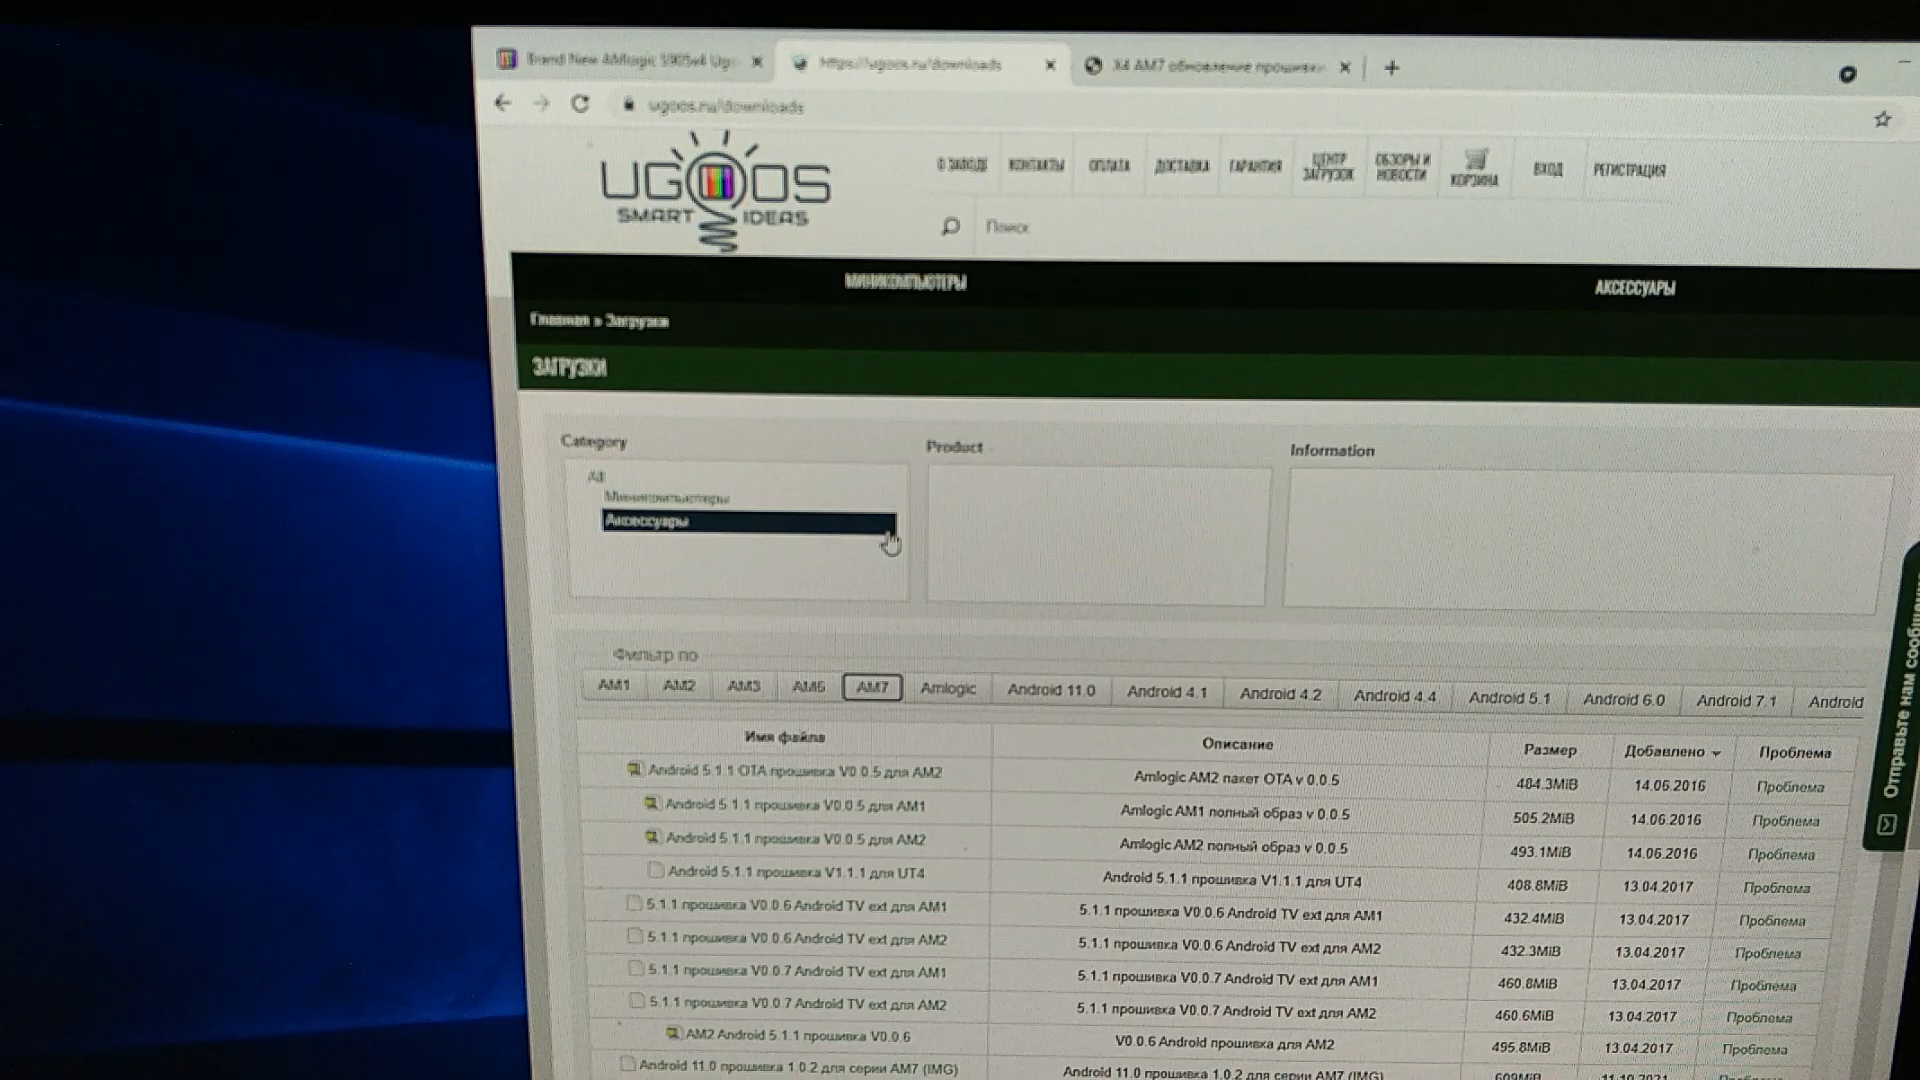 Brand New Amlogic S905x4 Ugo
https://ugoos.ru/downloads
X4 AM7 обновление прошивки
ugoos.ru/downloads
UGOOS
SMART IDEAS
О ЗАВОДЕ
КОНТАКТЫ
ОПЛАТА
ДОСТАВКА
ГАРАНТИЯ
ЦЕНТР ЗАГРУЗОК
ОБЗОРЫ И НОВОСТИ
КОРЗИНА
ВХОД
РЕГИСТРАЦИЯ
Поиск
МИНИКОМПЬЮТЕРЫ
АКСЕССУАРЫ
Главная » Загрузки
ЗАГРУЗКИ
Category
Product
Information
All
Миникомпьютеры
Аксессуары
Фильтр по
AM1 AM2 AM3 AM6 AM7 Amlogic Android 11.0 Android 4.1 Android 4.2 Android 4.4 Android 5.1 Android 6.0 Android 7.1 Android
Имя файла Описание Размер Добавлено Проблема
Android 5.1.1 OTA прошивка V0.0.5 для AM2 Amlogic AM2 пакет OTA v 0.0.5 484.3MiB 14.06.2016 Проблема
Android 5.1.1 прошивка V0.0.5 для AM1 Amlogic AM1 полный образ v 0.0.5 505.2MiB 14.06.2016 Проблема
Android 5.1.1 прошивка V0.0.5 для AM2 Amlogic AM2 полный образ v 0.0.5 493.1MiB 14.06.2016 Проблема
Android 5.1.1 прошивка V1.1.1 для UT4 Android 5.1.1 прошивка V1.1.1 для UT4 408.8MiB 13.04.2017 Проблема
5.1.1 прошивка V0.0.6 Android TV ext для AM1 5.1.1 прошивка V0.0.6 Android TV ext для AM1 432.4MiB 13.04.2017 Проблема
5.1.1 прошивка V0.0.6 Android TV ext для AM2 5.1.1 прошивка V0.0.6 Android TV ext для AM2 432.3MiB 13.04.2017 Проблема
5.1.1 прошивка V0.0.7 Android TV ext для AM1 5.1.1 прошивка V0.0.7 Android TV ext для AM1 460.8MiB 13.04.2017 Проблема
5.1.1 прошивка V0.0.7 Android TV ext для AM2 5.1.1 прошивка V0.0.7 Android TV ext для AM2 460.6MiB 13.04.2017 Проблема
AM2 Android 5.1.1 прошивка V0.0.6 V0.0.6 Android прошивка для AM2 495.8MiB 13.04.2017 Проблема
Android 11.0 прошивка 1.0.2 для серии AM7 (IMG) Android 11.0 прошивка 1.0.2 для серии AM7 (IMG) 609MiB 11.10.2021
Отправьте нам сообщение